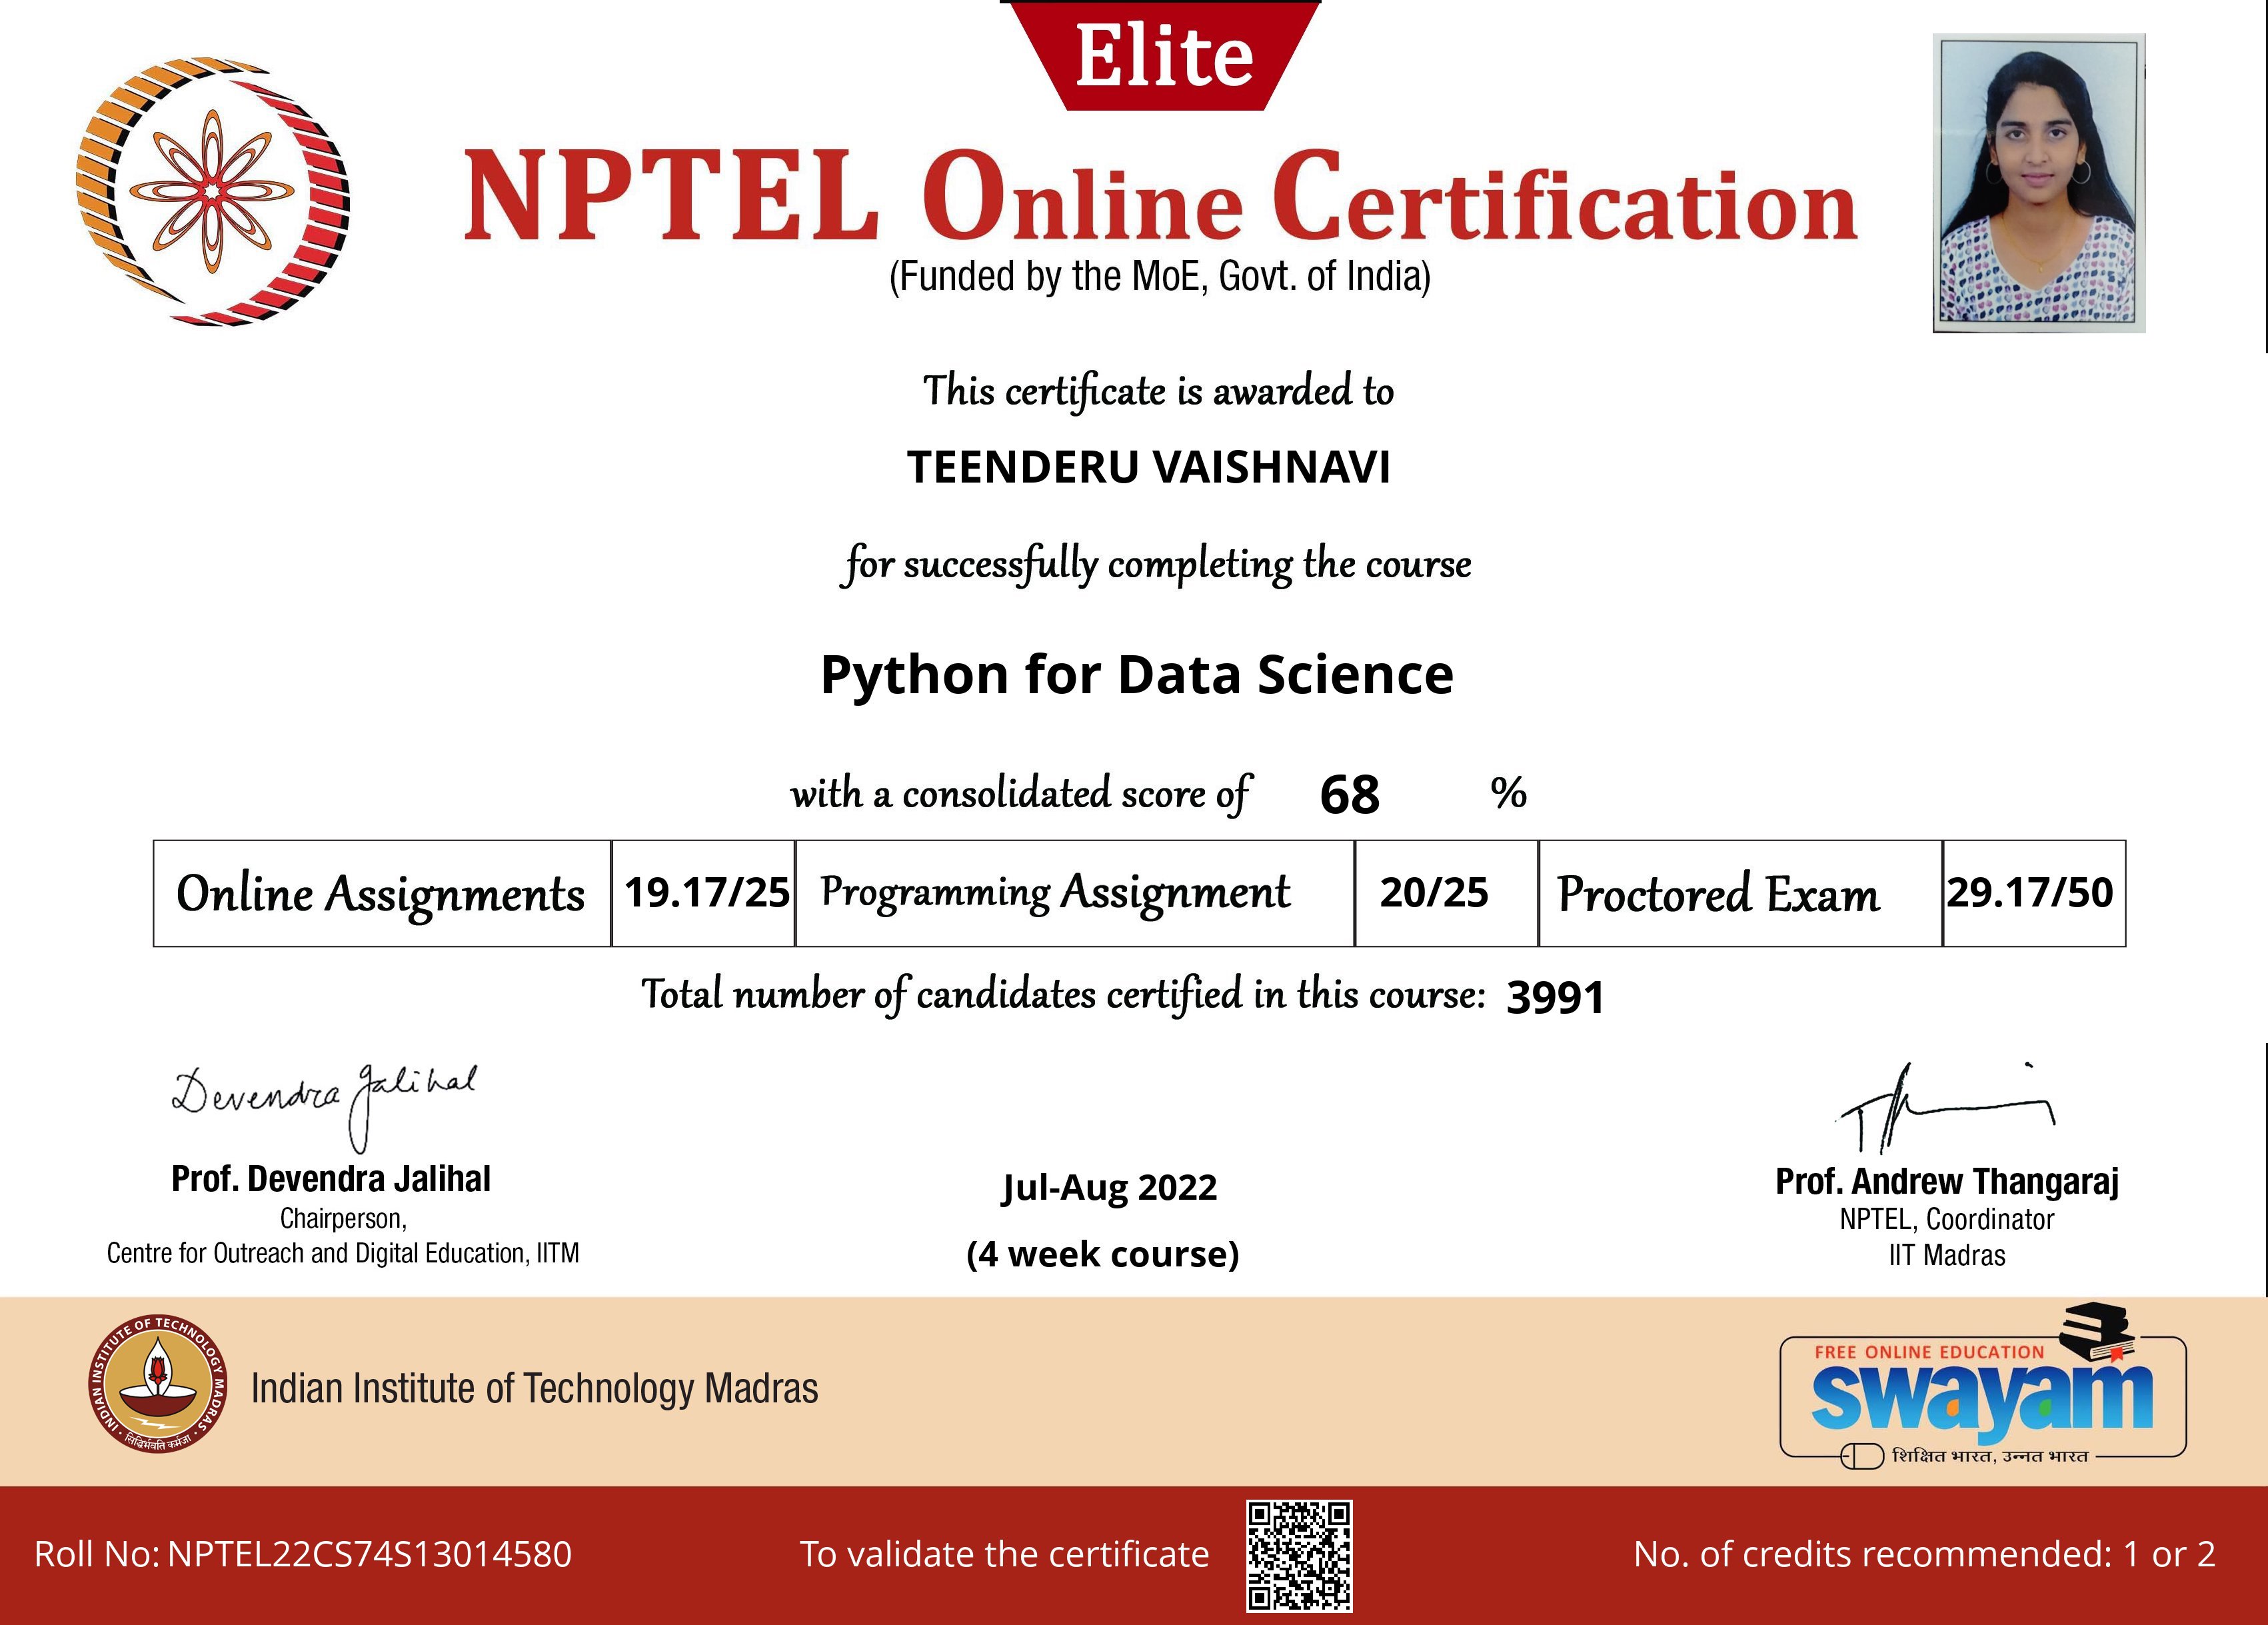 Elite
NPTEL Online Certification
(Funded by the MoE, Govt. of India)
This certificate is awarded to
TEENDERU VAISHNAVI
for successfully completing the course
Python for Data Science
with a consolidated score of 68 %
Online Assignments 19.17/25 Programming Assignment 20/25 Proctored Exam 29.17/50
Total number of candidates certified in this course: 3991
Devendra Jalihal
Prof. Devendra Jalihal
Chairperson,
Centre for Outreach and Digital Education, IITM
Jul-Aug 2022
(4 week course)
Prof. Andrew Thangaraj
NPTEL, Coordinator
IIT Madras
INDIAN INSTITUTE OF TECHNOLOGY MADRAS
सिद्धिर्भवति कर्मजा
Indian Institute of Technology Madras
FREE ONLINE EDUCATION
swayam
शिक्षित भारत, उन्नत भारत
Roll No: NPTEL22CS74S13014580
To validate the certificate
No. of credits recommended: 1 or 2